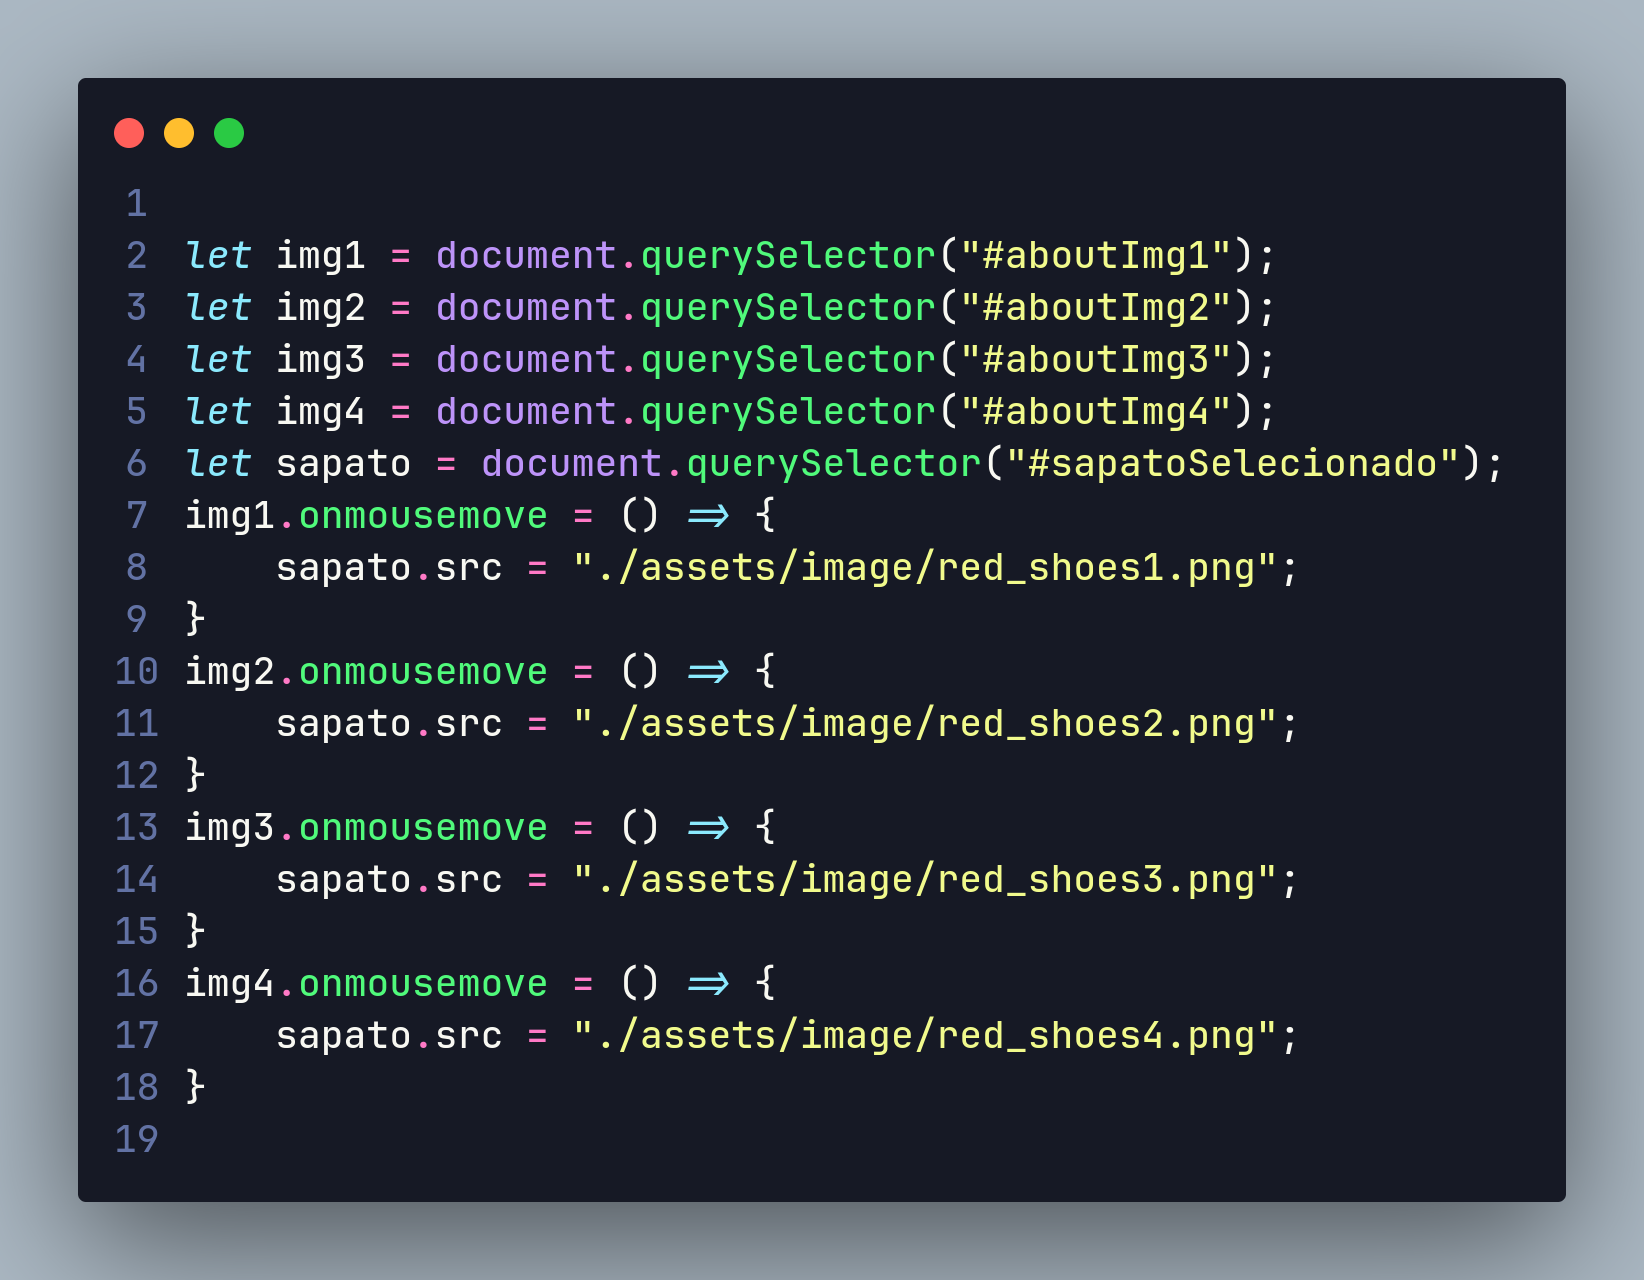 1
2 let img1 = document.querySelector("#aboutImg1");
3 let img2 = document.querySelector("#aboutImg2");
4 let img3 = document.querySelector("#aboutImg3");
5 let img4 = document.querySelector("#aboutImg4");
6 let sapato = document.querySelector("#sapatoSelecionado");
7 img1.onmousemove = () => {
8     sapato.src = "./assets/image/red_shoes1.png";
9 }
10 img2.onmousemove = () => {
11     sapato.src = "./assets/image/red_shoes2.png";
12 }
13 img3.onmousemove = () => {
14     sapato.src = "./assets/image/red_shoes3.png";
15 }
16 img4.onmousemove = () => {
17     sapato.src = "./assets/image/red_shoes4.png";
18 }
19